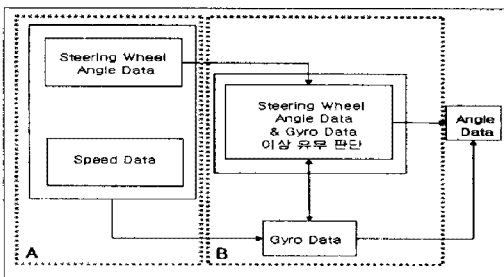 Steering Wheel
Angle Data
Speed Data
A
Steering Wheel
Angle Data
& Gyro Data
이상 유무 판단
Gyro Data
B
Angle
Data